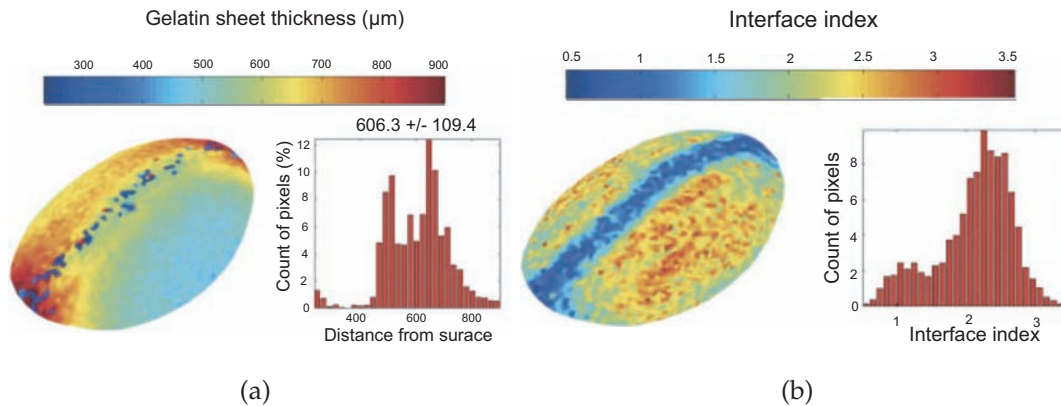 Gelatin sheet thickness (µm)
300 400 500 600 700 800 900
606.3 +/- 109.4
Count of pixels (%)
12
10
8
6
4
2
0
400 600 800
Distance from surace
(a)
Interface index
0.5 1 1.5 2 2.5 3 3.5
Count of pixels
8
6
4
2
0
1 2 3
Interface index
(b)